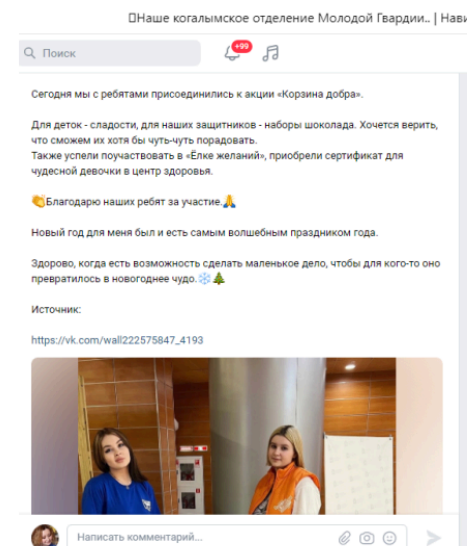 Наше когалымское отделение Молодой Гвардии.. | Нави
Поиск
+99
Сегодня мы с ребятами присоединились к акции «Корзина добра».
Для деток - сладости, для наших защитников - наборы шоколада. Хочется верить,
что сможем их хотя бы чуть-чуть порадовать.
Также успели поучаствовать в «Ёлке желаний», приобрели сертификат для
чудесной девочки в центр здоровья.
👏Благодарю наших ребят за участие.🙏
Новый год для меня был и есть самым волшебным праздником года.
Здорово, когда есть возможность сделать маленькое дело, чтобы для кого-то оно
превратилось в новогоднее чудо.❄🎄
Источник:
https://vk.com/wall222575847_4193
Написать комментарий...